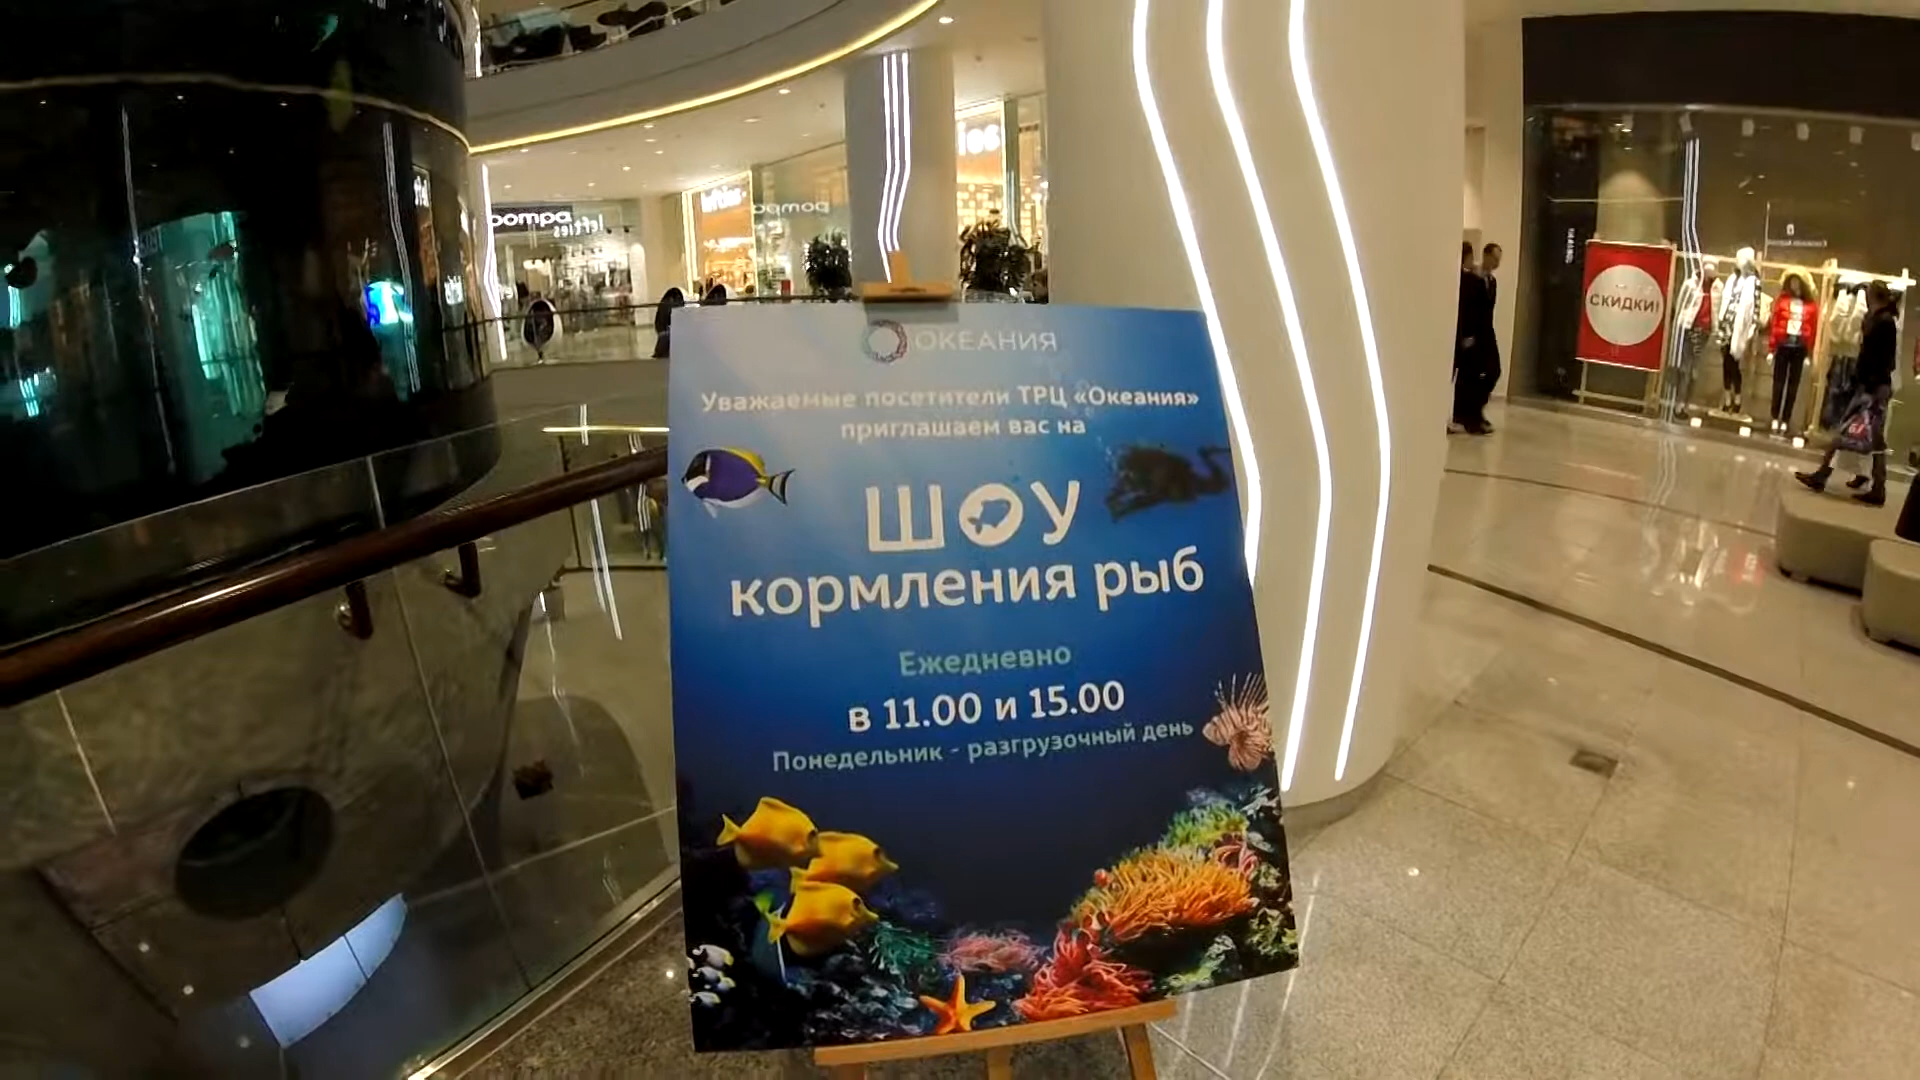 pompa
lefties
pompa
СКИДКИ!
ОКЕАНИЯ
Уважаемые посетители ТРЦ «Океания»
приглашаем вас на
ШОУ
кормления рыб
Ежедневно
в 11.00 и 15.00
Понедельник - разгрузочный день